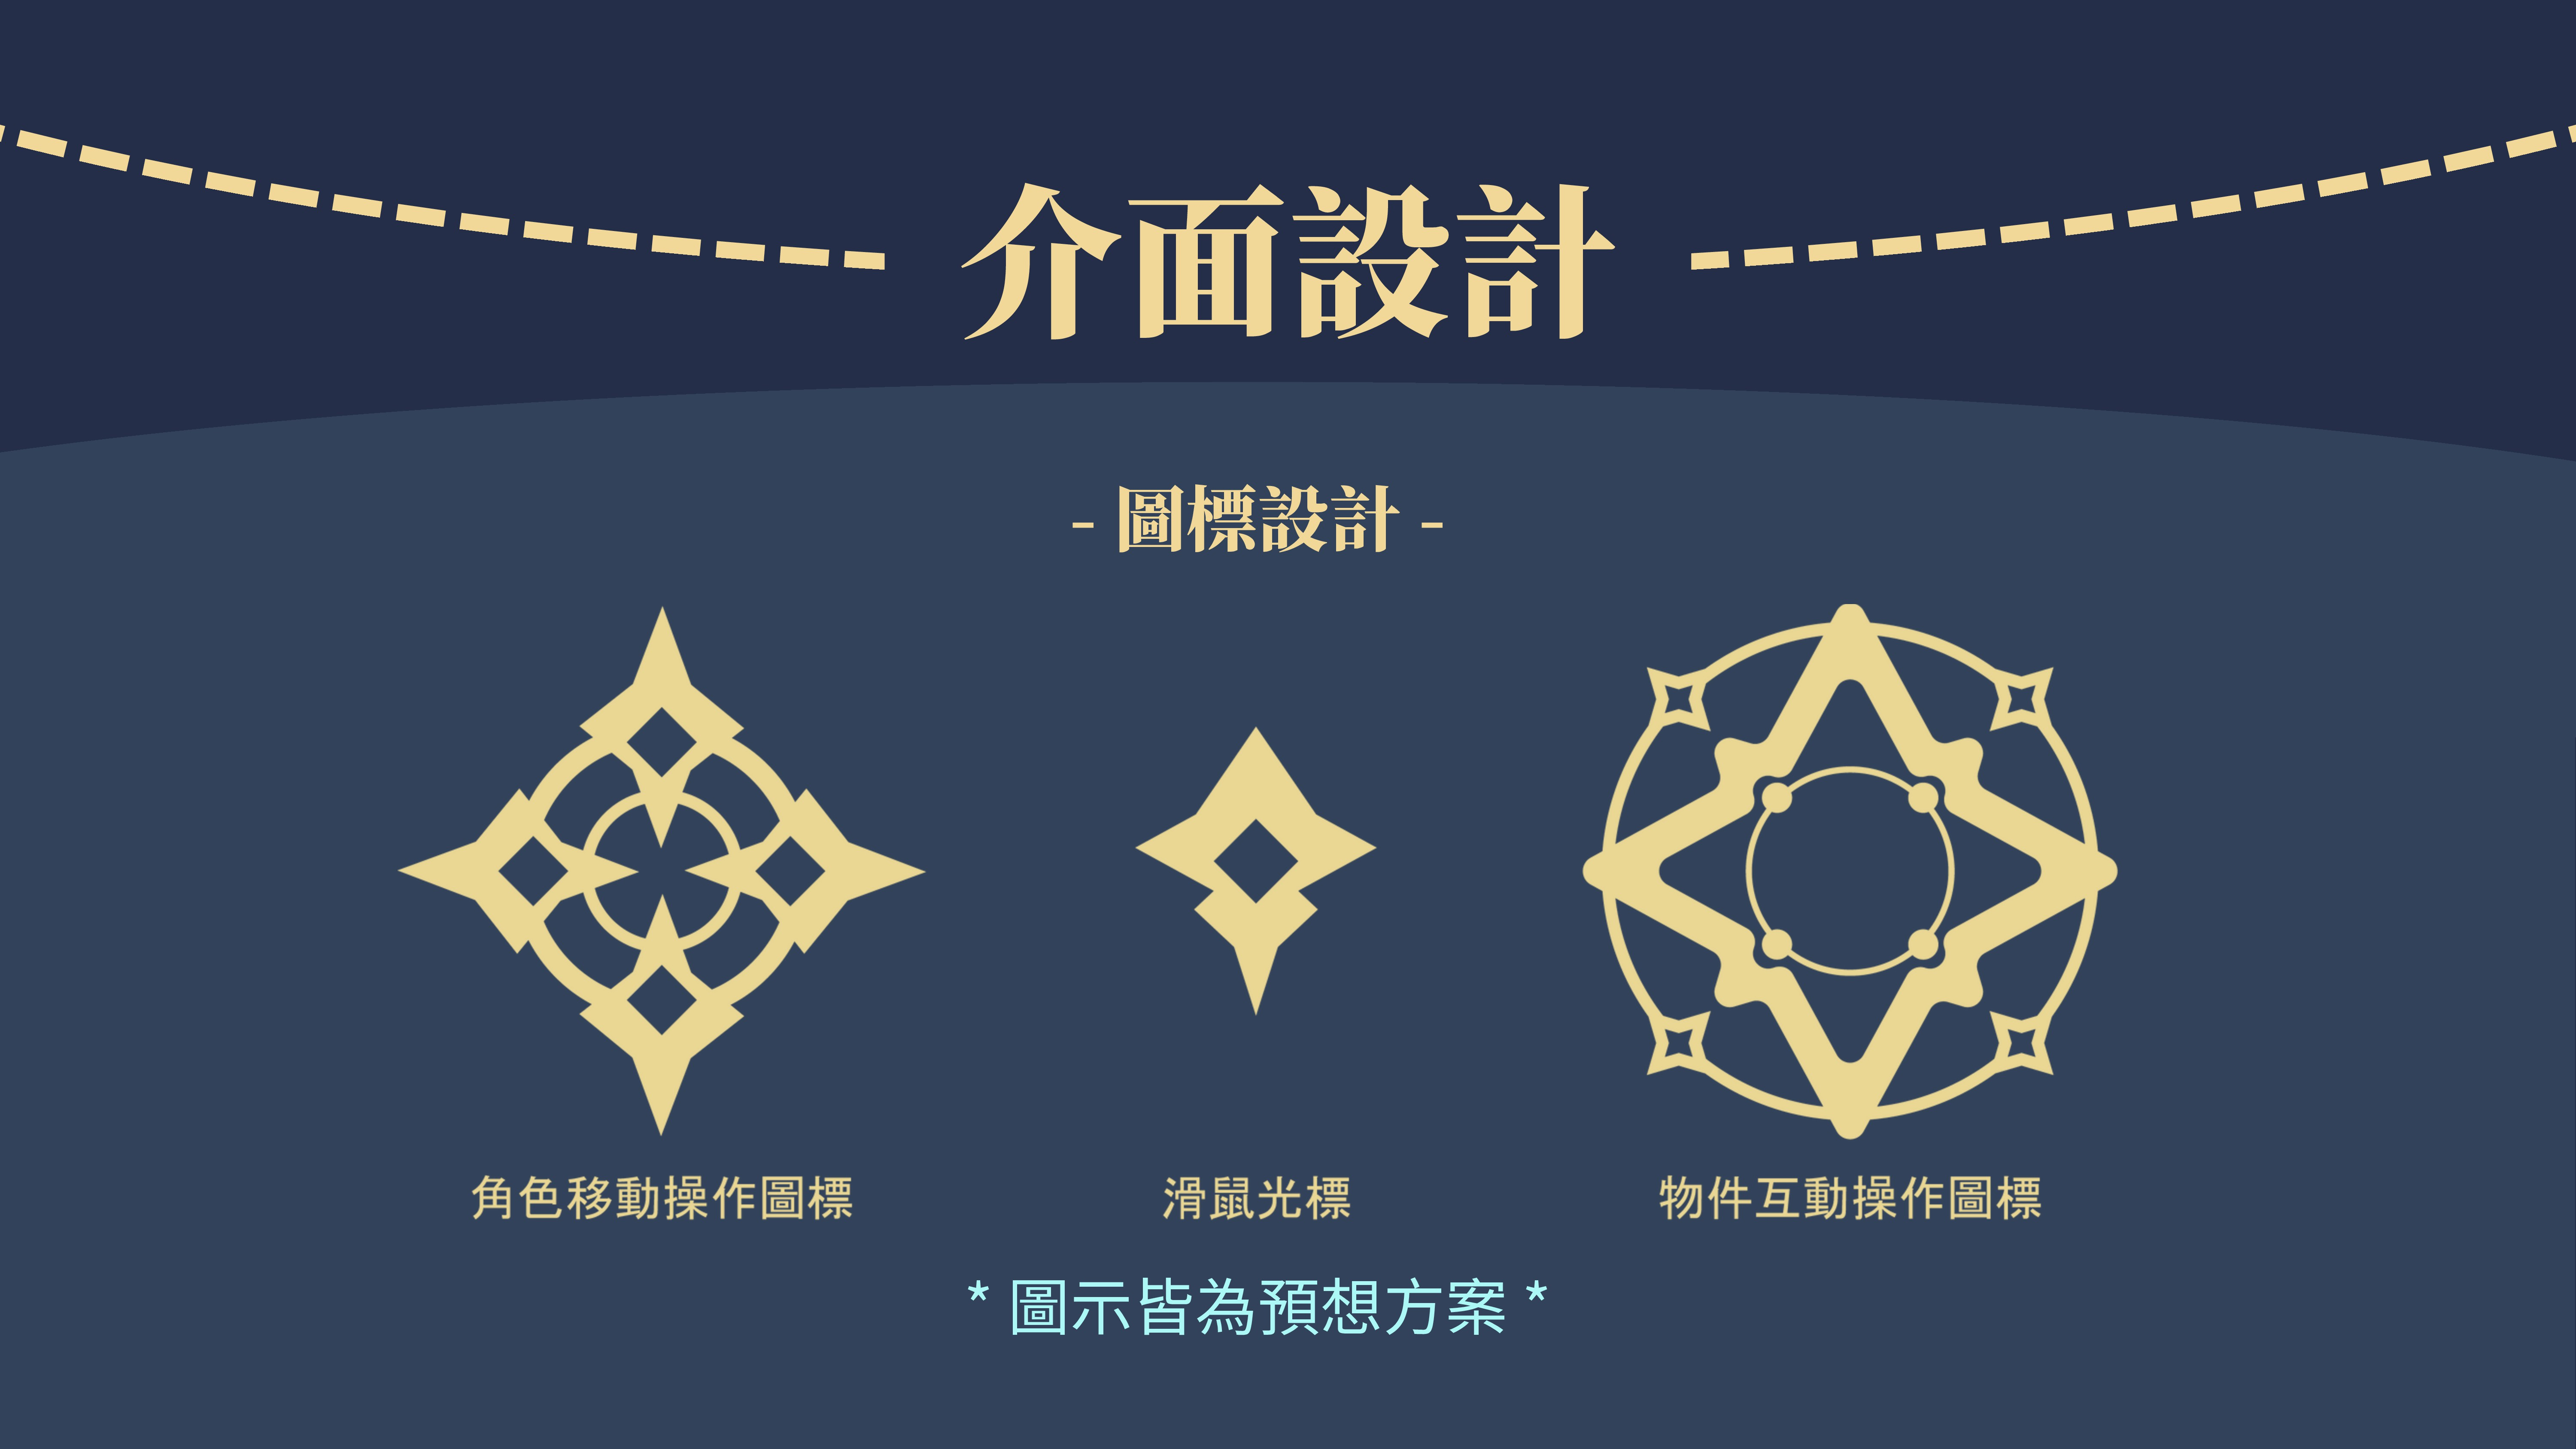 介面設計
- 圖標設計 -
角色移動操作圖標
滑鼠光標
物件互動操作圖標
* 圖示皆為預想方案 *